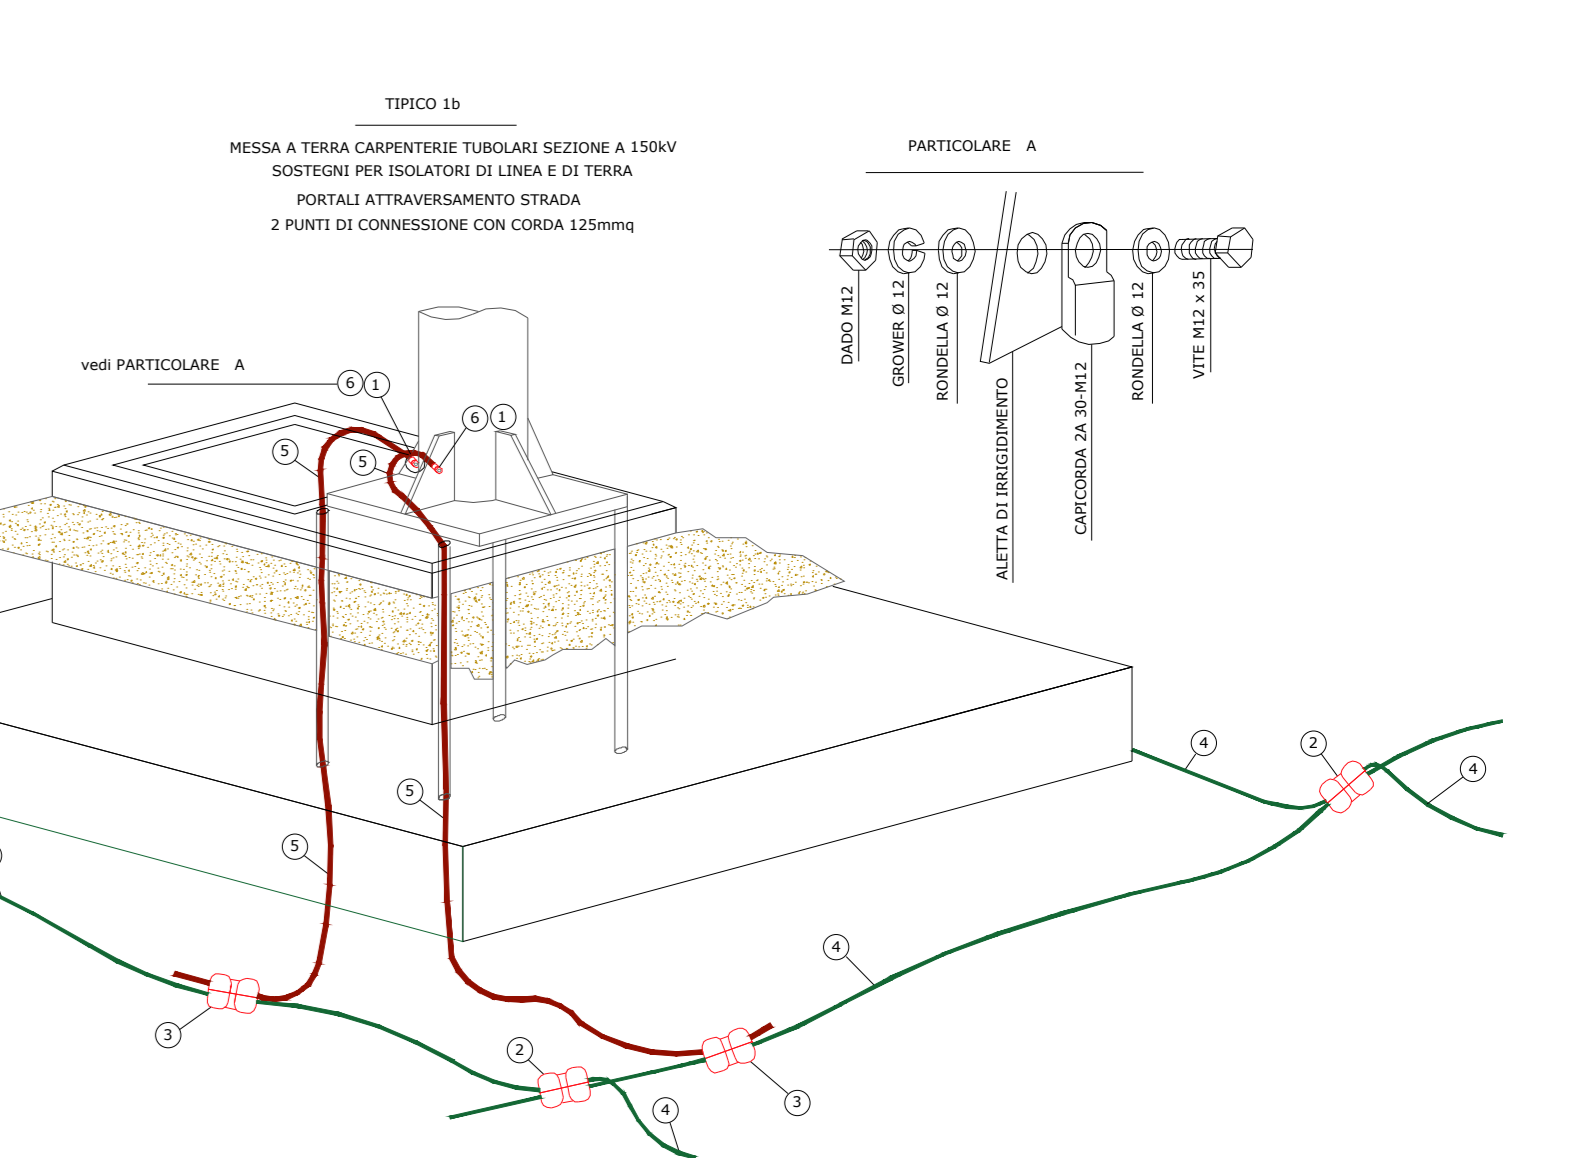 TIPICO 1b
MESSA A TERRA CARPENTERIE TUBOLARI SEZIONE A 150kV
SOSTEGNI PER ISOLATORI DI LINEA E DI TERRA
PORTALI ATTRAVERSAMENTO STRADA
2 PUNTI DI CONNESSIONE CON CORDA 125mmq
PARTICOLARE A
DADO M12
GROWER Ø 12
RONDELLA Ø 12
ALETTA DI IRRIGIDIMENTO
CAPICORDA 2A 30-M12
RONDELLA Ø 12
VITE M12 x 35
vedi PARTICOLARE A
6
1
6
1
5
5
4
2
4
5
5
4
3
2
3
4